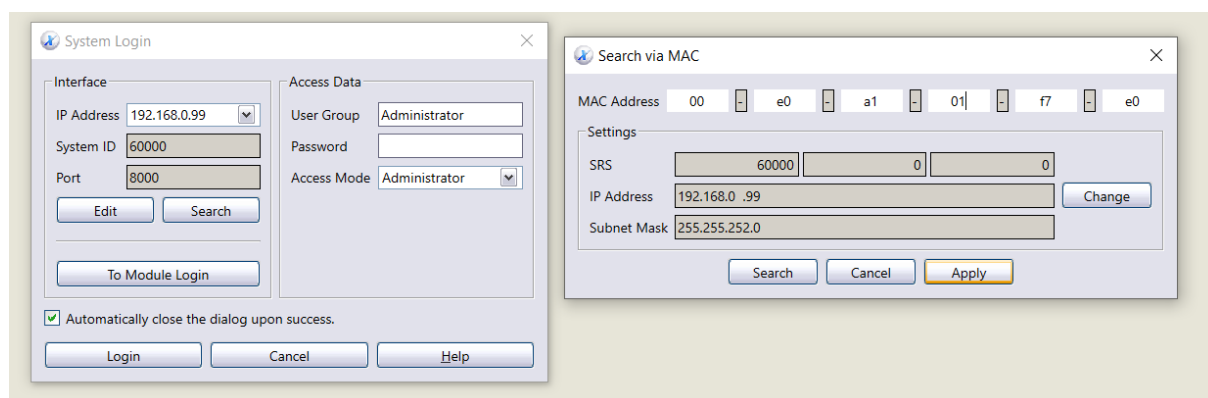 System Login
Interface
IP Address 192.168.0.99
System ID 60000
Port 8000
Edit Search
To Module Login
Access Data
User Group Administrator
Password
Access Mode Administrator
Automatically close the dialog upon success.
Login Cancel Help
Search via MAC
MAC Address 00 - e0 - a1 - 01 - f7 - e0
Settings
SRS 60000 0 0
IP Address 192.168.0 .99 Change
Subnet Mask 255.255.252.0
Search Cancel Apply